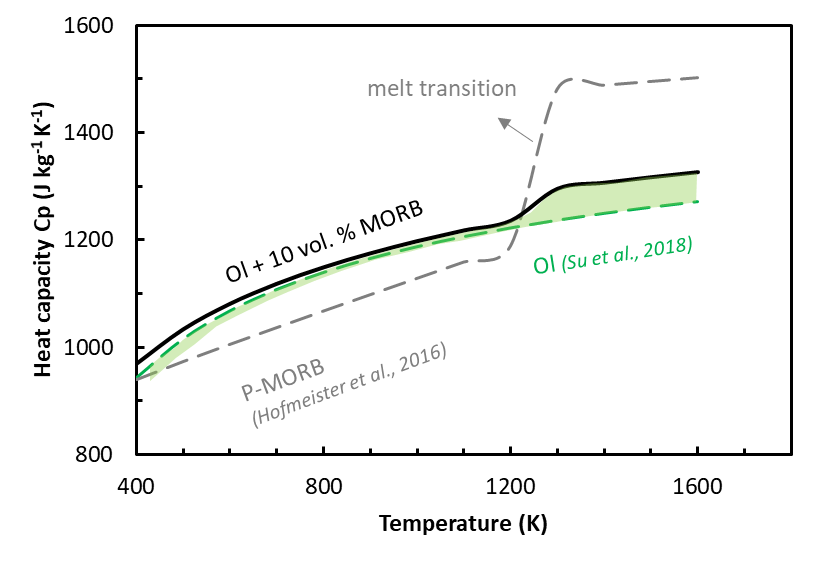 1600
melt transition
1400
Ol + 10 vol. % MORB
1200
Ol (Su et al., 2018)
1000
P-MORB
(Hofmeister et al., 2016)
800
Heat capacity Cp (J kg⁻¹ K⁻¹)
400 800 1200 1600
Temperature (K)